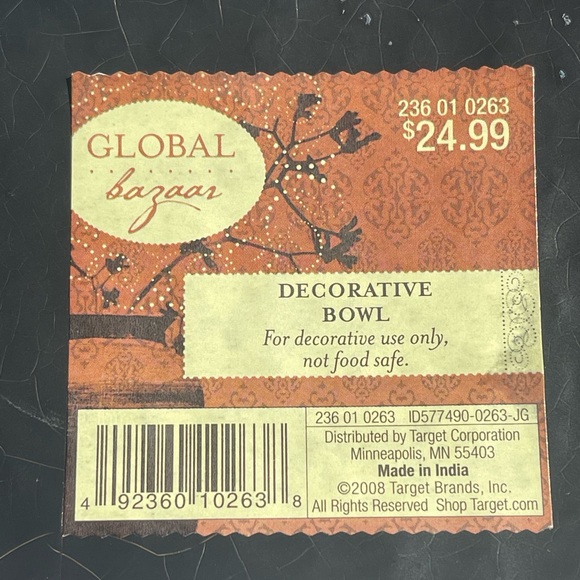 GLOBAL
bazaar
236 01 0263
$24.99
DECORATIVE
BOWL
For decorative use only,
not food safe.
4 92360 10263 8
236 01 0263 ID577490-0263-JG
Distributed by Target Corporation
Minneapolis, MN 55403
Made in India
©2008 Target Brands, Inc.
All Rights Reserved Shop Target.com